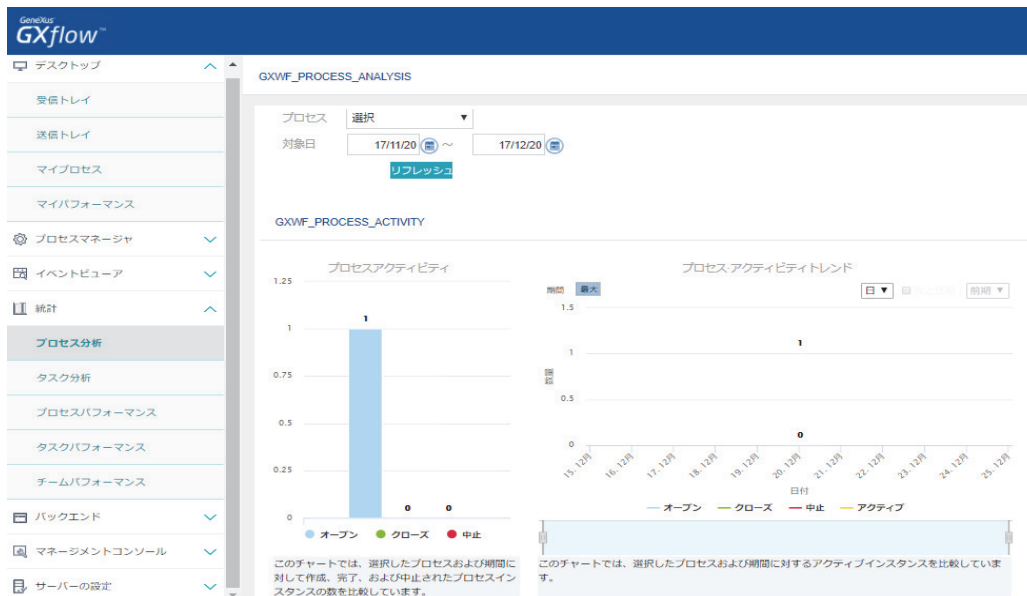 GeneXus
GXflow™
デスクトップ
受信トレイ
送信トレイ
マイプロセス
マイパフォーマンス
プロセスマネージャ
イベントビューア
統計
プロセス分析
タスク分析
プロセスパフォーマンス
タスクパフォーマンス
チームパフォーマンス
バックエンド
マネージメントコンソール
サーバーの設定
GXWF_PROCESS_ANALYSIS
プロセス 選択
対象日 17/11/20 ～ 17/12/20
リフレッシュ
GXWF_PROCESS_ACTIVITY
プロセスアクティビティ
1.25
1
0.75
0.5
0.25
0
1
0 0
オープン クローズ 中止
このチャートでは、選択したプロセスおよび期間に
対して作成、完了、および中止されたプロセスイン
スタンスの数を比較しています。
プロセス·アクティビティトレンド
期間 最大 日 前期
1.5
1
0.5
0
数量
1
0
15. 12月 16. 12月 17. 12月 18. 12月 19. 12月 20. 12月 21. 12月 22. 12月 23. 12月 24. 12月 25. 12月
日付
オープン クローズ 中止 アクティブ
このチャートでは、選択したプロセスおよび期間に対するアクティブインスタンスを比較していま
す。